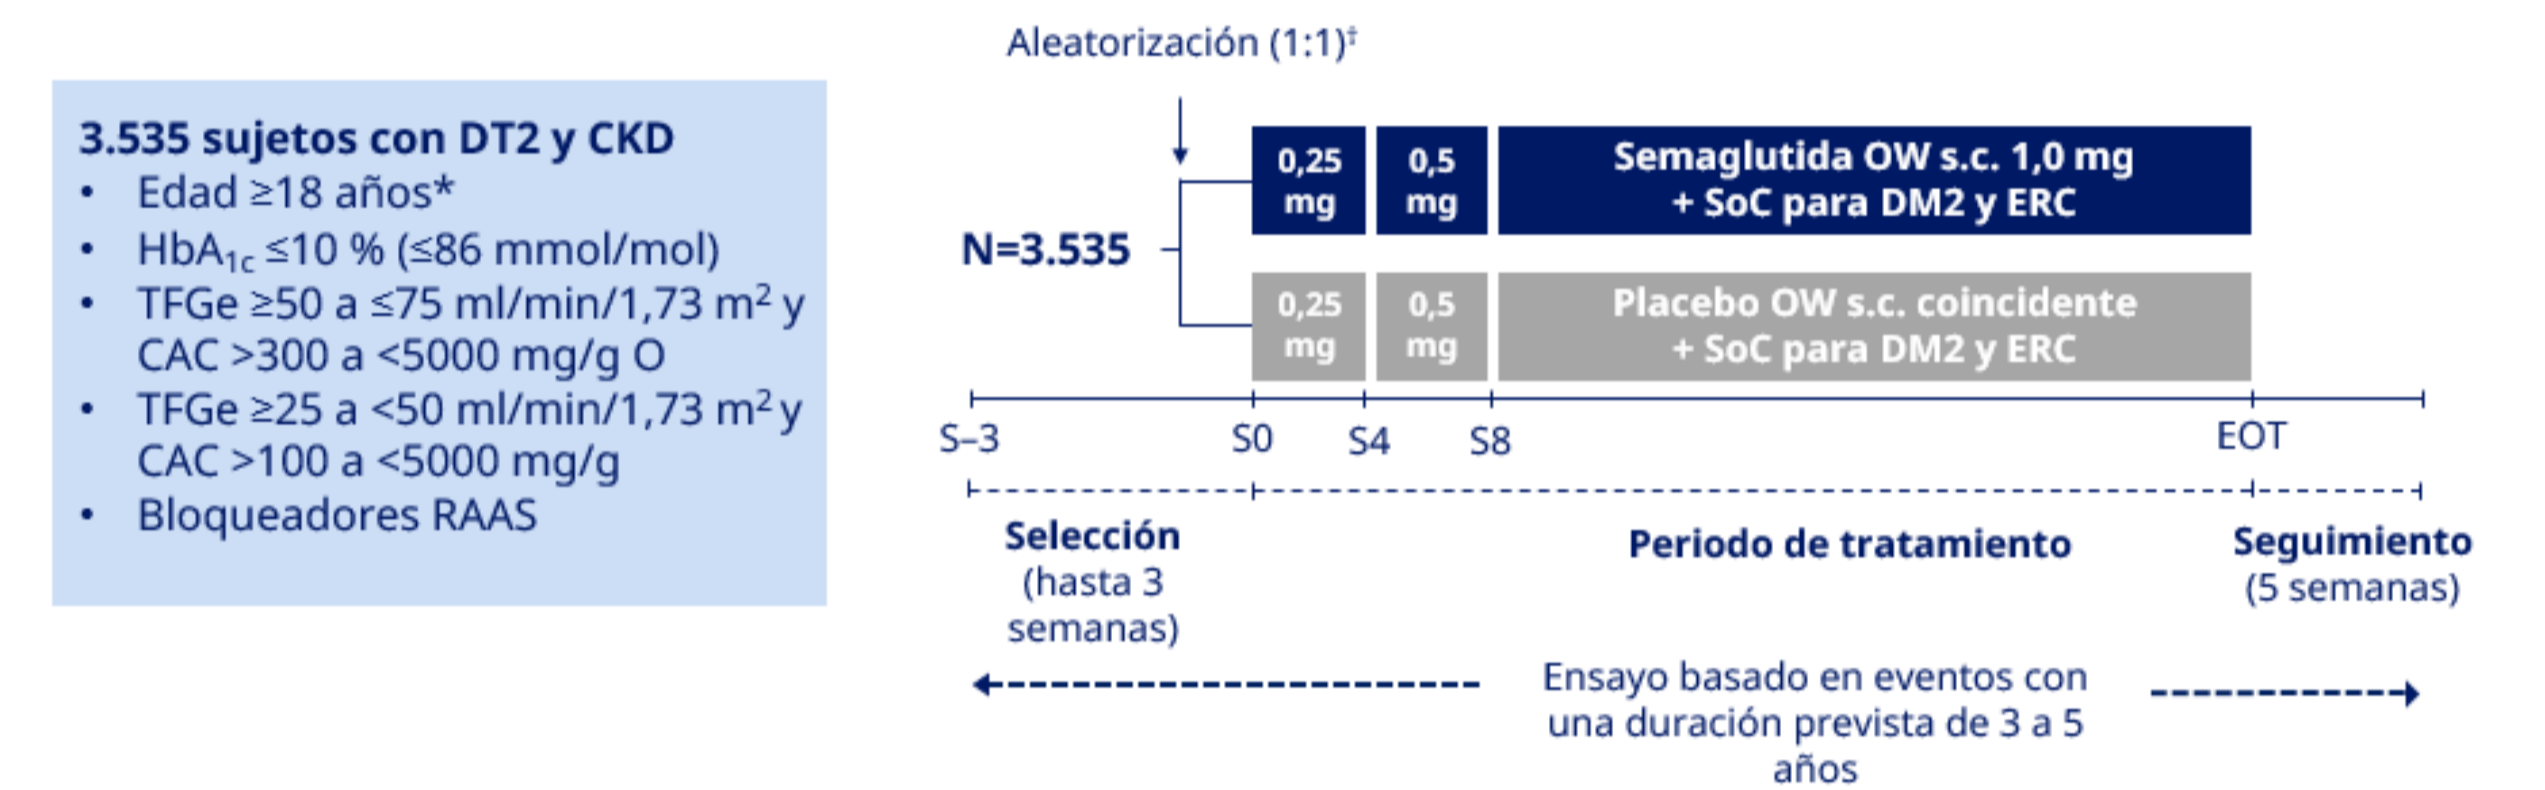 3.535 sujetos con DT2 y CKD
• Edad ≥18 años*
• HbA1c ≤10 % (≤86 mmol/mol)
• TFGe ≥50 a ≤75 ml/min/1,73 m² y
CAC >300 a <5000 mg/g O
• TFGe ≥25 a <50 ml/min/1,73 m² y
CAC >100 a <5000 mg/g
• Bloqueadores RAAS
Aleatorización (1:1)‡
N=3.535
0,25
mg
0,5
mg
Semaglutida OW s.c. 1,0 mg
+ SoC para DM2 y ERC
0,25
mg
0,5
mg
Placebo OW s.c. coincidente
+ SoC para DM2 y ERC
S–3
S0
S4
S8
EOT
Selección
(hasta 3
semanas)
Periodo de tratamiento
Seguimiento
(5 semanas)
Ensayo basado en eventos con
una duración prevista de 3 a 5
años